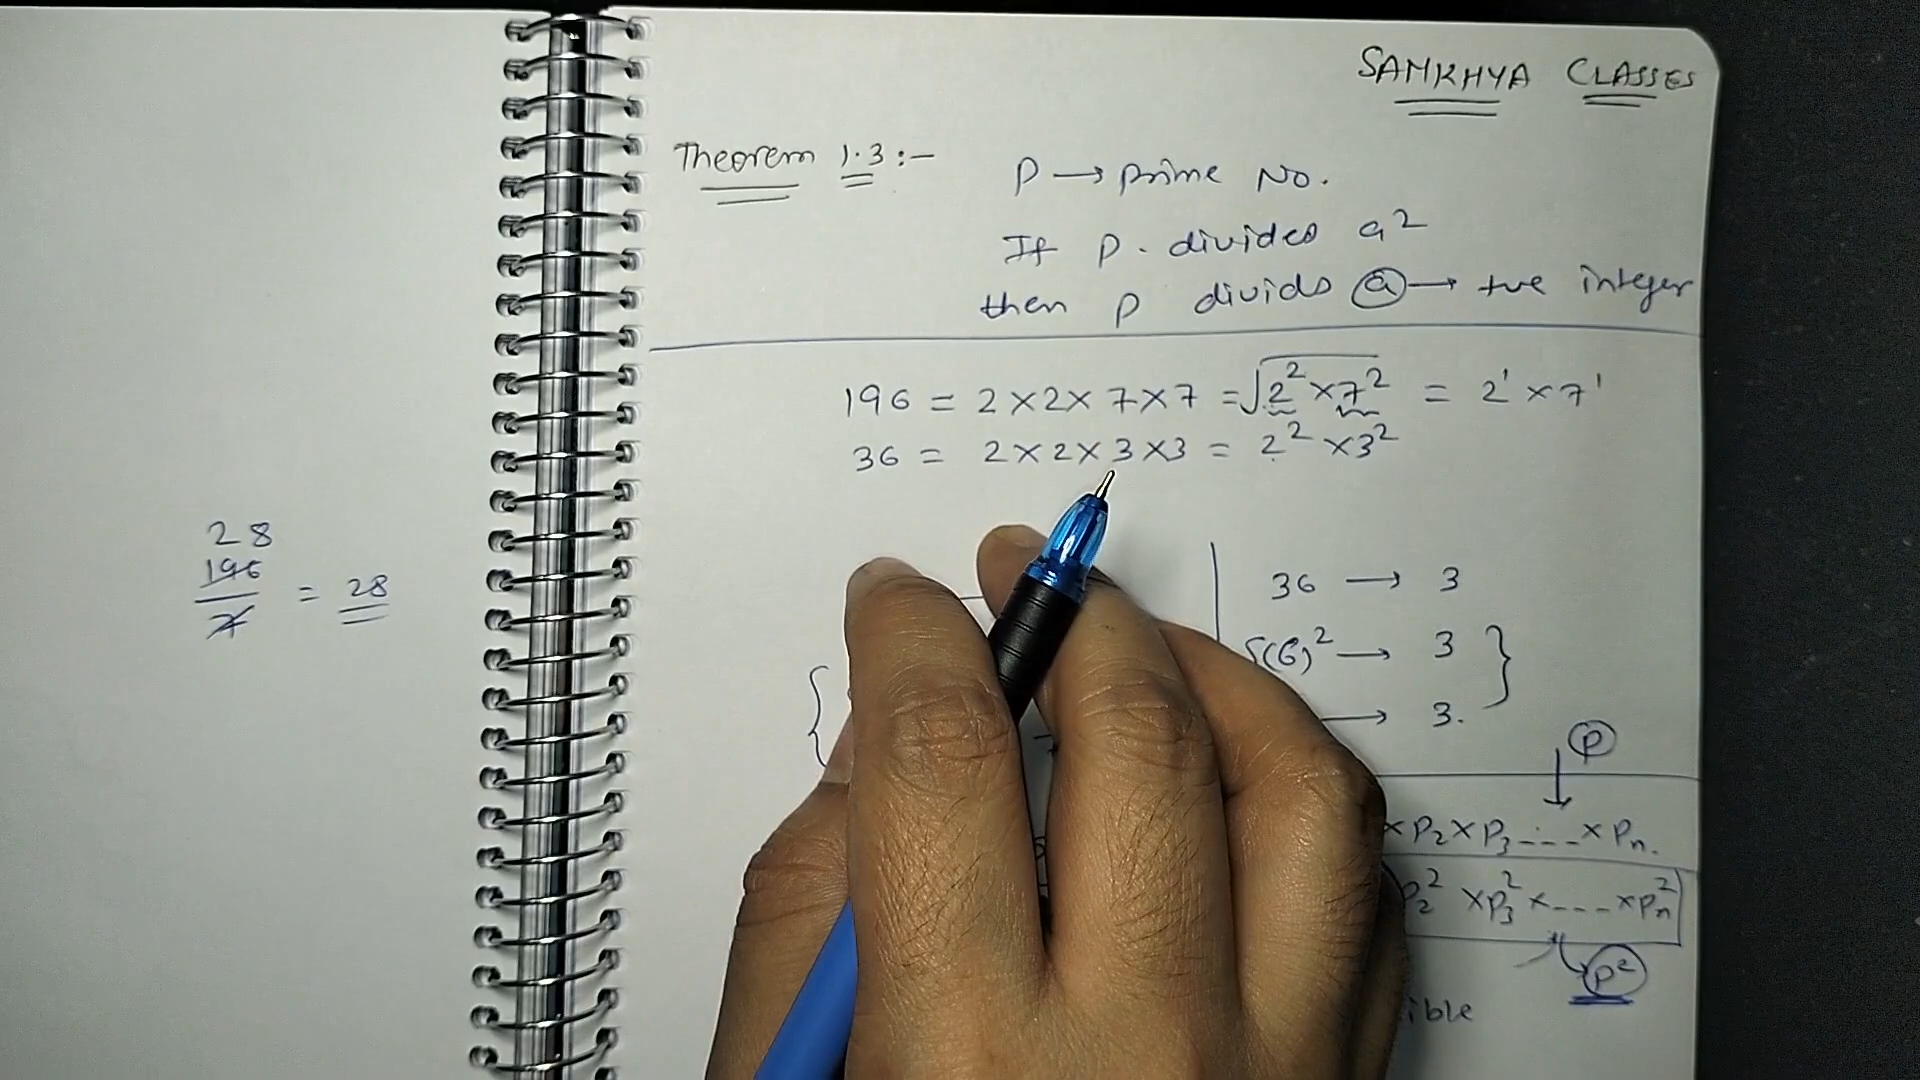 SAMKHYA CLASSES
Theorem 1.3:-
P → prime No.
If P. divides a²
then P divids a → +ve integer
196 = 2×2×7×7 = √2²×7² = 2¹×7¹
36 = 2×2×3×3 = 2²×3²
28
196/7 = 28
36 → 3
(6)² → 3
→ 3.
P
×P₂×P₃....×Pₙ.
P₂²×P₃²×....×Pₙ²
P²
ible